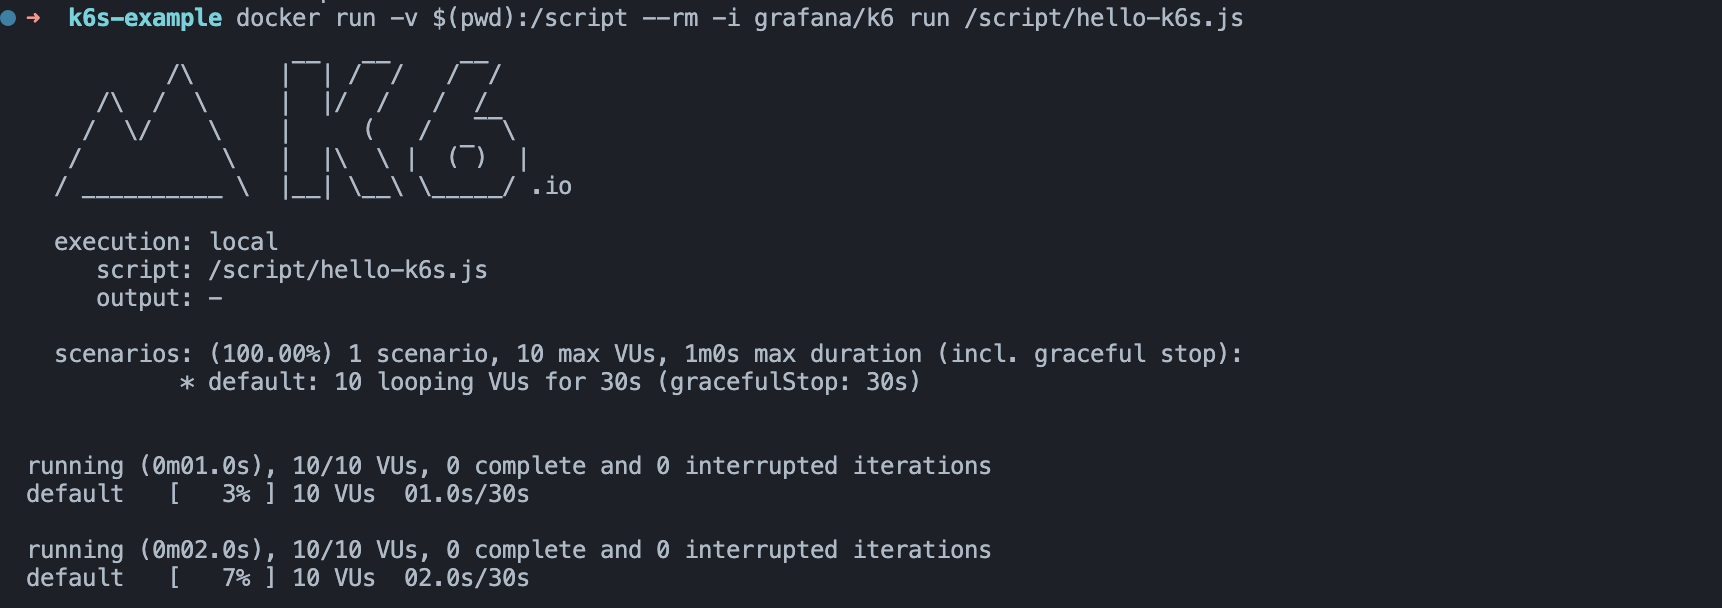 ➜  k6s-example docker run -v $(pwd):/script --rm -i grafana/k6 run /script/hello-k6s.js
          /\      |‾‾| /‾‾/   /‾‾/
     /\  /  \     |  |/  /   /  /
    /  \/    \    |     (   /   ‾‾\
   /          \   |  |\  \ |  (‾)  |
  / __________ \  |__| \__\ \_____/ .io
execution: local
script: /script/hello-k6s.js
output: -
scenarios: (100.00%) 1 scenario, 10 max VUs, 1m0s max duration (incl. graceful stop):
* default: 10 looping VUs for 30s (gracefulStop: 30s)
running (0m01.0s), 10/10 VUs, 0 complete and 0 interrupted iterations
default   [   3% ] 10 VUs  01.0s/30s
running (0m02.0s), 10/10 VUs, 0 complete and 0 interrupted iterations
default   [   7% ] 10 VUs  02.0s/30s